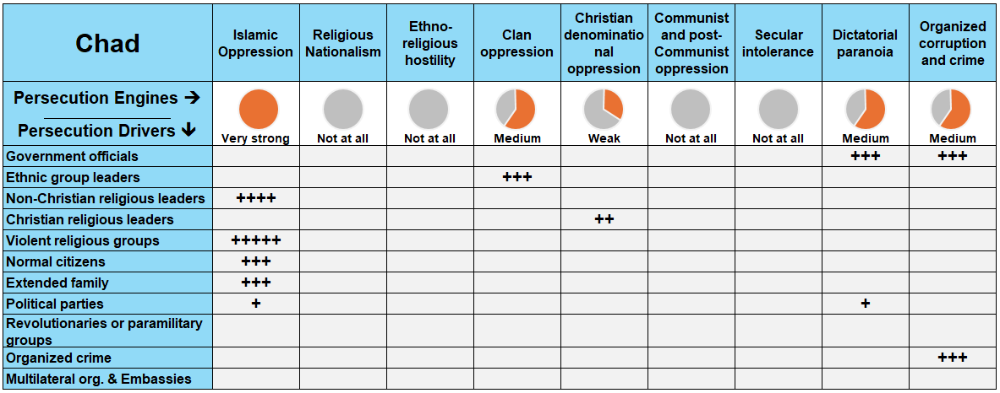 Chad
Islamic
Oppression
Religious
Nationalism
Ethno-
religious
hostility
Clan
oppression
Christian
denominatio
nal
oppression
Communist
and post-
Communist
oppression
Secular
intolerance
Dictatorial
paranoia
Organized
corruption
and crime
Persecution Engines →
Persecution Drivers ↓
Very strong
Not at all
Not at all
Medium
Weak
Not at all
Not at all
Medium
Medium
Government officials +++ +++
Ethnic group leaders +++
Non-Christian religious leaders ++++
Christian religious leaders ++
Violent religious groups +++++
Normal citizens +++
Extended family +++
Political parties + +
Revolutionaries or paramilitary
groups
Organized crime +++
Multilateral org. & Embassies